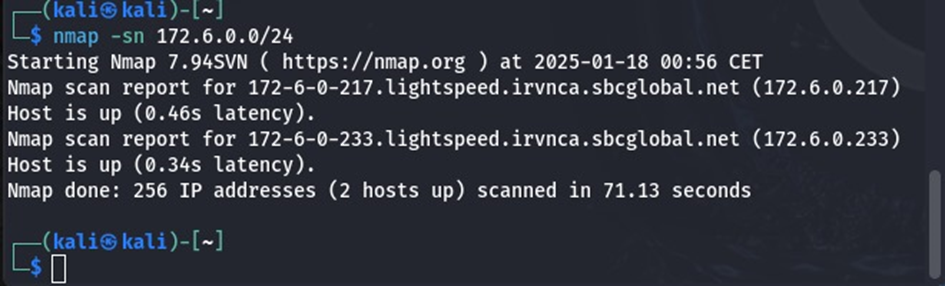 ┌──(kali㉿kali)-[~]
└─$ nmap -sn 172.6.0.0/24
Starting Nmap 7.94SVN ( https://nmap.org ) at 2025-01-18 00:56 CET
Nmap scan report for 172-6-0-217.lightspeed.irvnca.sbcglobal.net (172.6.0.217)
Host is up (0.46s latency).
Nmap scan report for 172-6-0-233.lightspeed.irvnca.sbcglobal.net (172.6.0.233)
Host is up (0.34s latency).
Nmap done: 256 IP addresses (2 hosts up) scanned in 71.13 seconds
┌──(kali㉿kali)-[~]
└─$